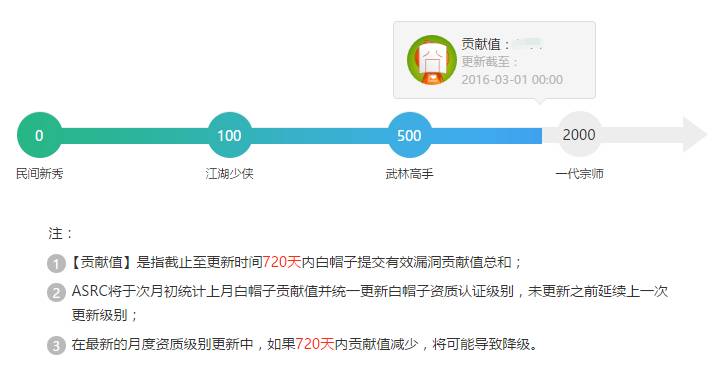 贡献值：
更新截至：
2016-03-01 00:00
0
100
500
2000
民间新秀
江湖少侠
武林高手
一代宗师
注：
1 【贡献值】是指截止至更新时间720天内白帽子提交有效漏洞贡献值总和；
2 ASRC将于次月初统计上月白帽子贡献值并统一更新白帽子资质认证级别，未更新之前延续上一次
更新级别；
3 在最新的月度资质级别更新中，如果720天内贡献值减少，将可能导致降级。